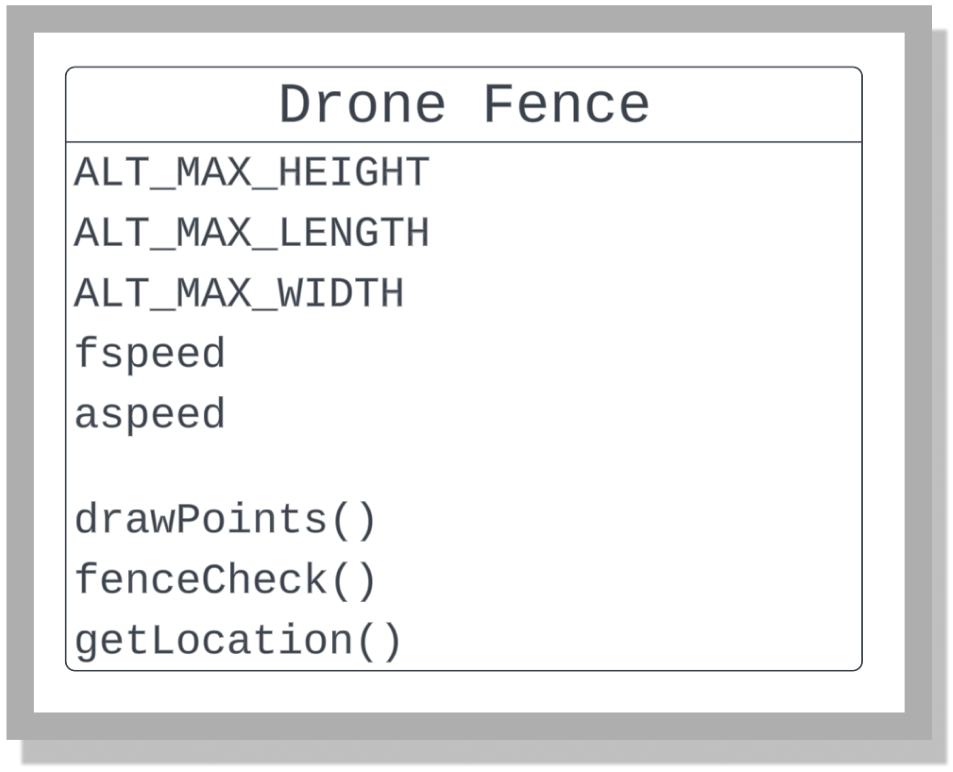 Drone Fence
ALT_MAX_HEIGHT
ALT_MAX_LENGTH
ALT_MAX_WIDTH
fspeed
aspeed
drawPoints()
fenceCheck()
getLocation()